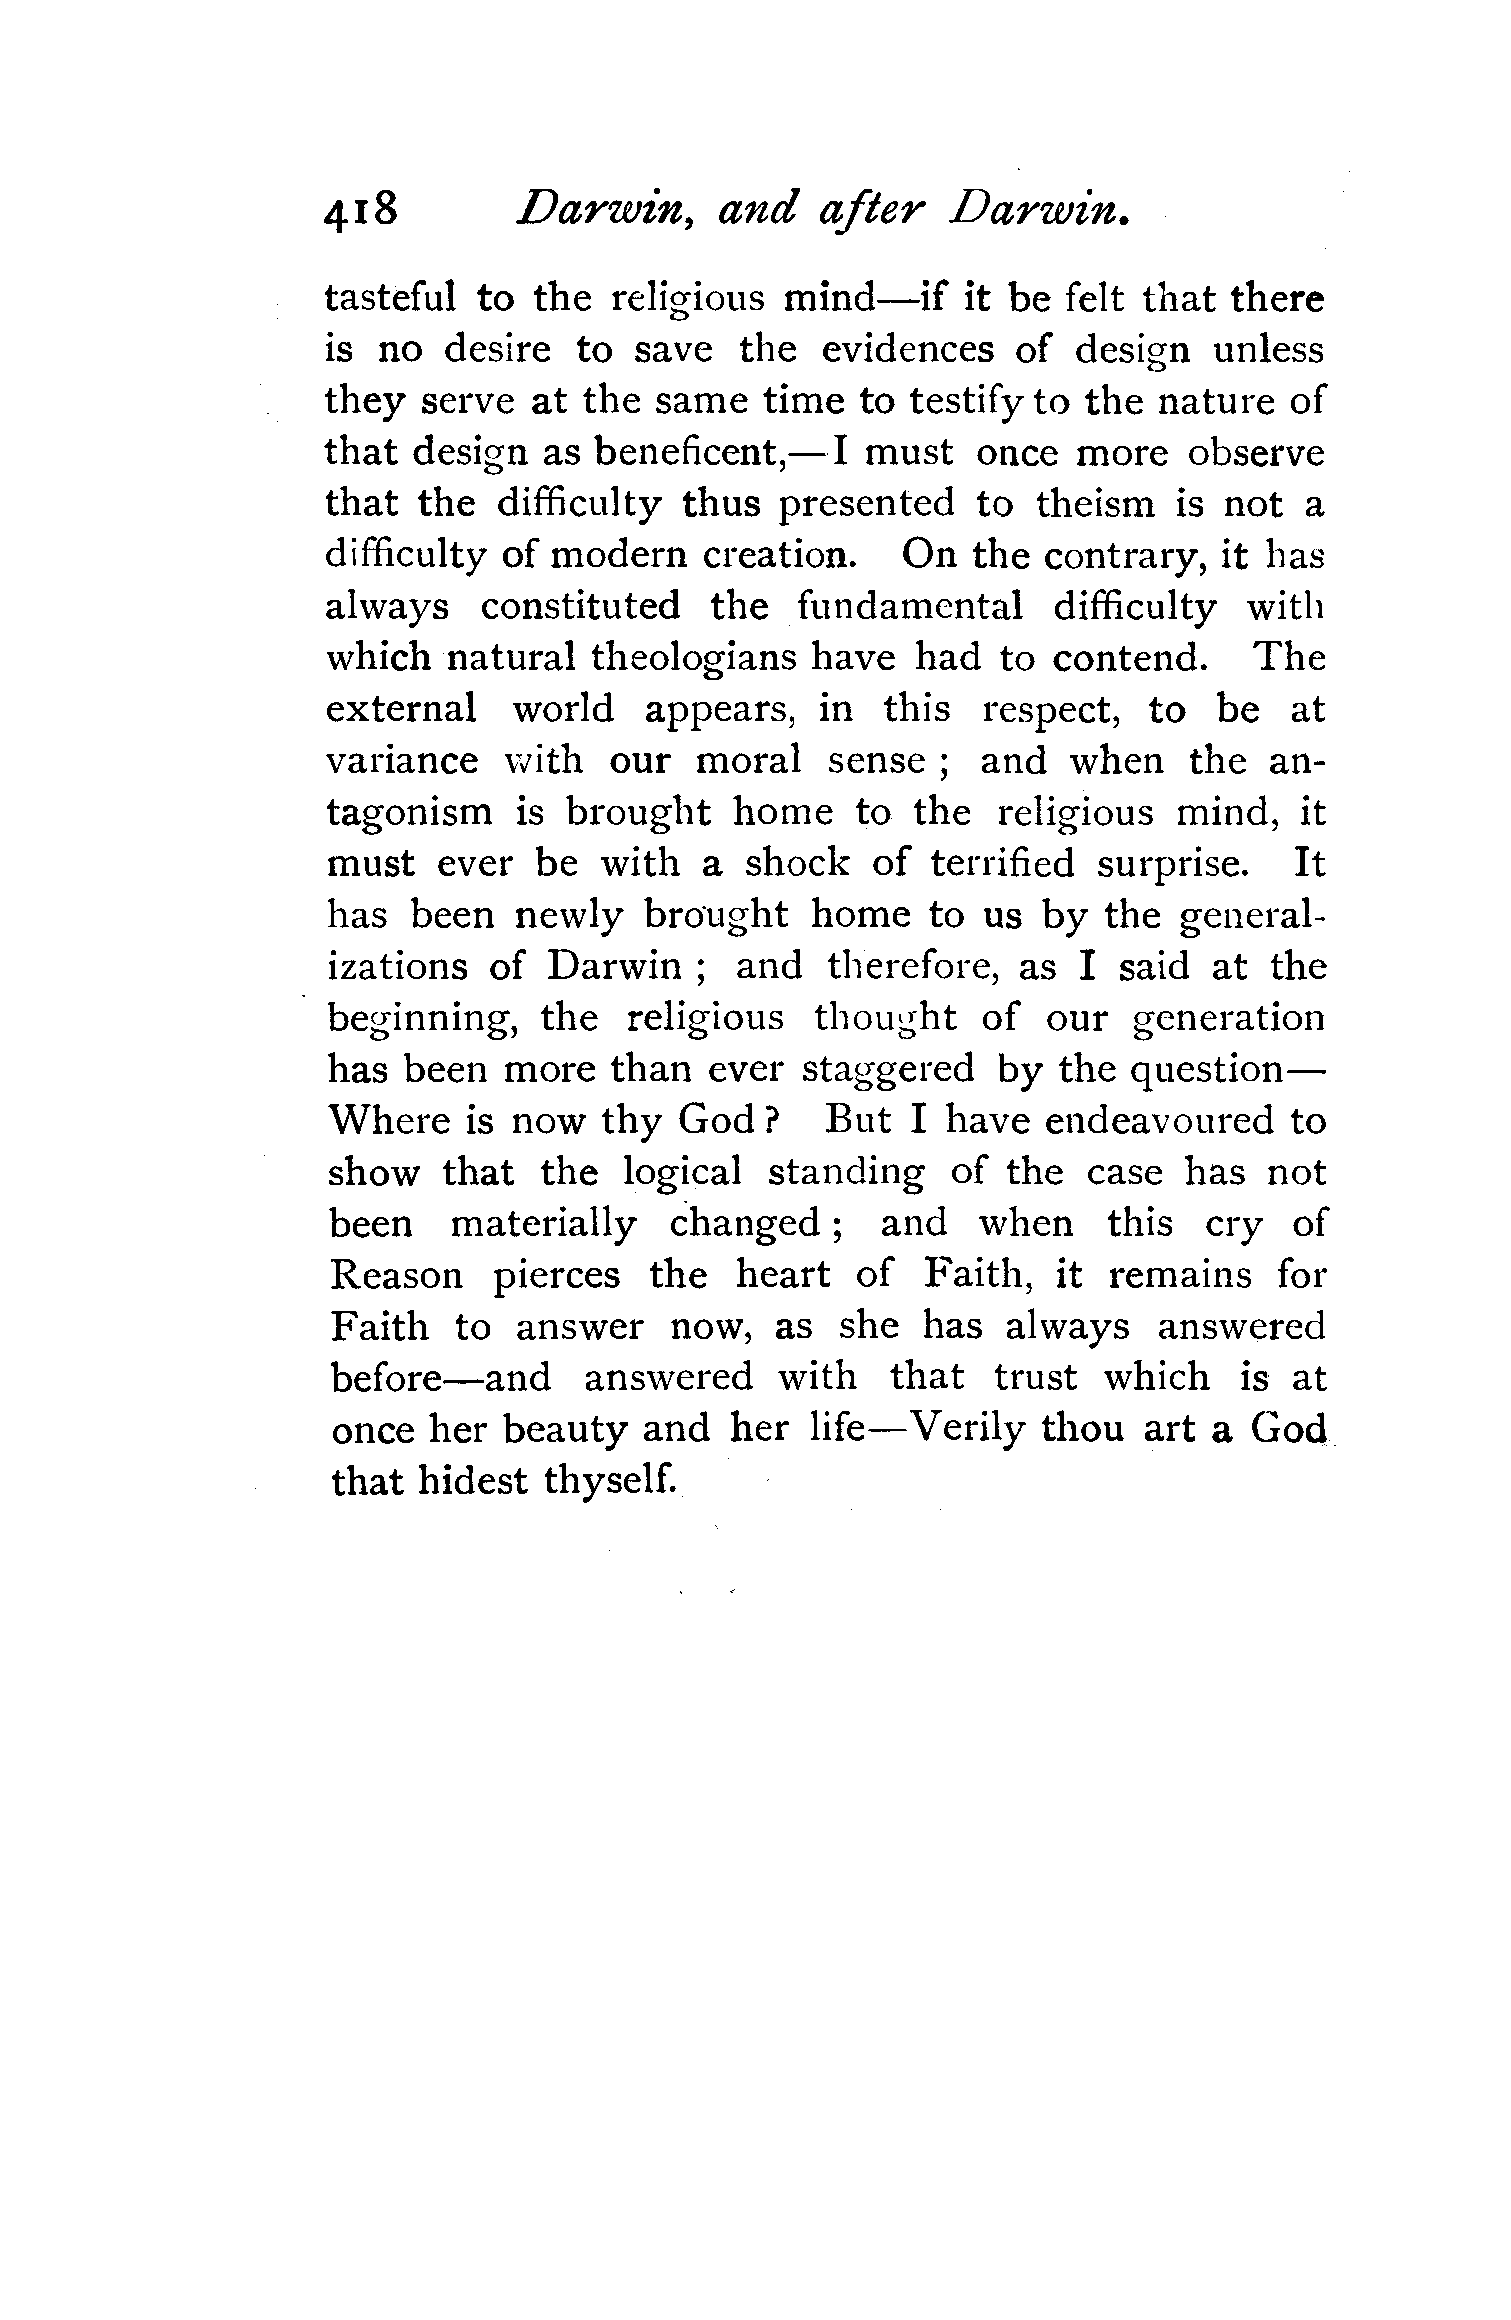 418 Darwin, and after Darwin.
tasteful to the religious mind—if it be felt that there
is no desire to save the evidences of design unless
they serve at the same time to testify to the nature of
that design as beneficent,—I must once more observe
that the difficulty thus presented to theism is not a
difficulty of modern creation. On the contrary, it has
always constituted the fundamental difficulty with
which natural theologians have had to contend. The
external world appears, in this respect, to be at
variance with our moral sense ; and when the an-
tagonism is brought home to the religious mind, it
must ever be with a shock of terrified surprise. It
has been newly brought home to us by the general-
izations of Darwin ; and therefore, as I said at the
beginning, the religious thought of our generation
has been more than ever staggered by the question—
Where is now thy God ? But I have endeavoured to
show that the logical standing of the case has not
been materially changed ; and when this cry of
Reason pierces the heart of Faith, it remains for
Faith to answer now, as she has always answered
before—and answered with that trust which is at
once her beauty and her life—Verily thou art a God
that hidest thyself.